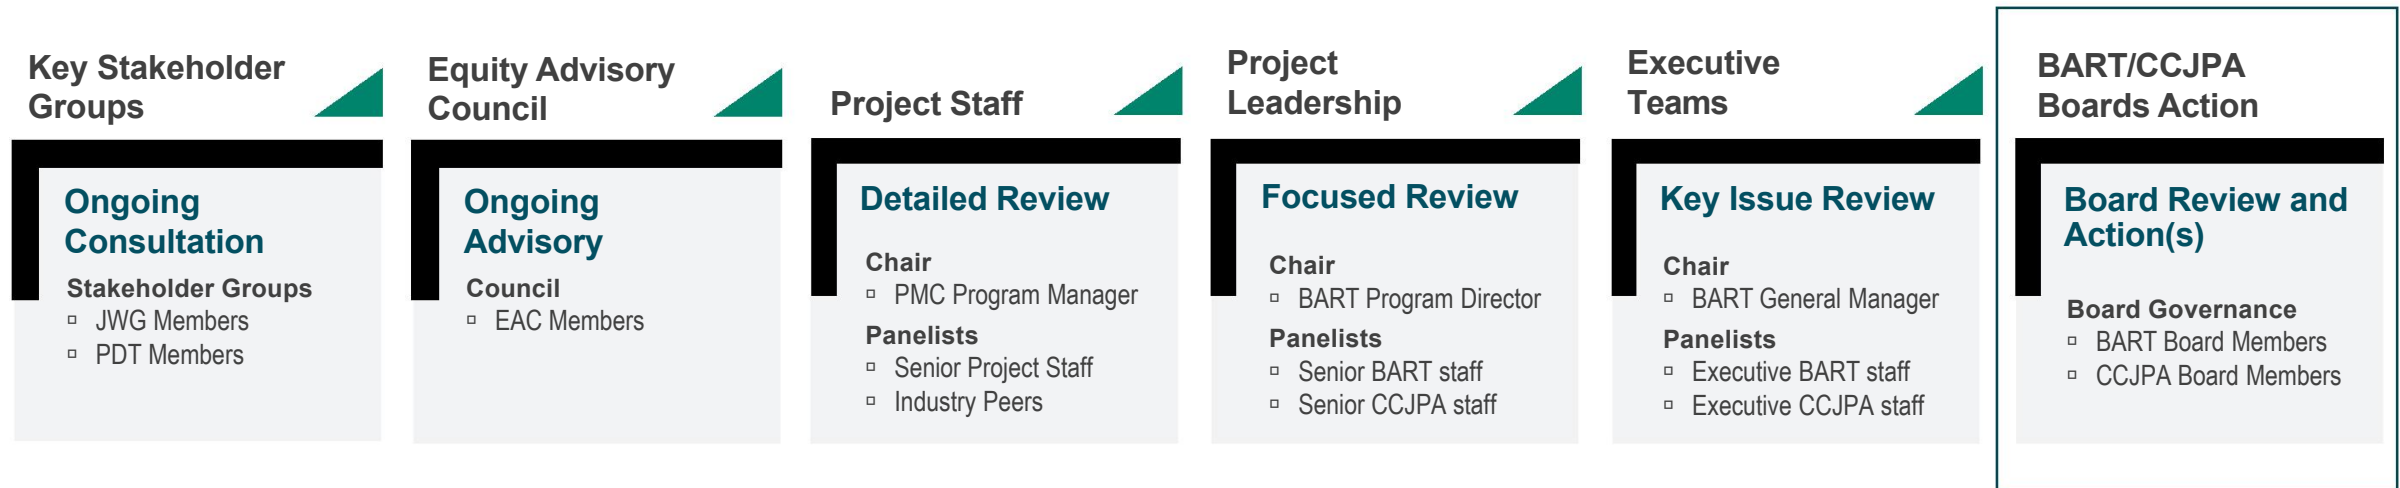 Key Stakeholder
Groups
Ongoing
Consultation
Stakeholder Groups
▫ JWG Members
▫ PDT Members
Equity Advisory
Council
Ongoing
Advisory
Council
▫ EAC Members
Project Staff
Detailed Review
Chair
▫ PMC Program Manager
Panelists
▫ Senior Project Staff
▫ Industry Peers
Project
Leadership
Focused Review
Chair
▫ BART Program Director
Panelists
▫ Senior BART staff
▫ Senior CCJPA staff
Executive
Teams
Key Issue Review
Chair
▫ BART General Manager
Panelists
▫ Executive BART staff
▫ Executive CCJPA staff
BART/CCJPA
Boards Action
Board Review and
Action(s)
Board Governance
▫ BART Board Members
▫ CCJPA Board Members